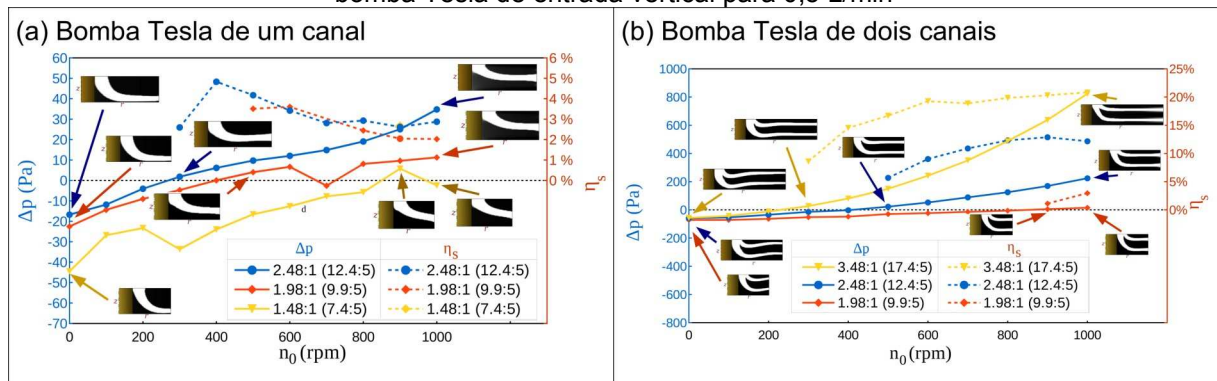 bomba Tesla de entrada vertical para 0,5 L/min
(a) Bomba Tesla de um canal
60
50
40
30
20
10
0
-10
-20
-30
-40
-50
-60
-70
Δp (Pa)
6 %
5 %
4 %
3 %
2 %
1 %
0 %
η_s
d
Δp η_s
2.48:1 (12.4:5) 2.48:1 (12.4:5)
1.98:1 (9.9:5) 1.98:1 (9.9:5)
1.48:1 (7.4:5) 1.48:1 (7.4:5)
0 200 400 600 800 1000
n_0 (rpm)
(b) Bomba Tesla de dois canais
1000
800
600
400
200
0
-200
-400
-600
-800
Δp (Pa)
25%
20%
15%
10%
5%
0%
η_s
Δp η_s
3.48:1 (17.4:5) 3.48:1 (17.4:5)
2.48:1 (12.4:5) 2.48:1 (12.4:5)
1.98:1 (9.9:5) 1.98:1 (9.9:5)
0 200 400 600 800 1000
n_0 (rpm)